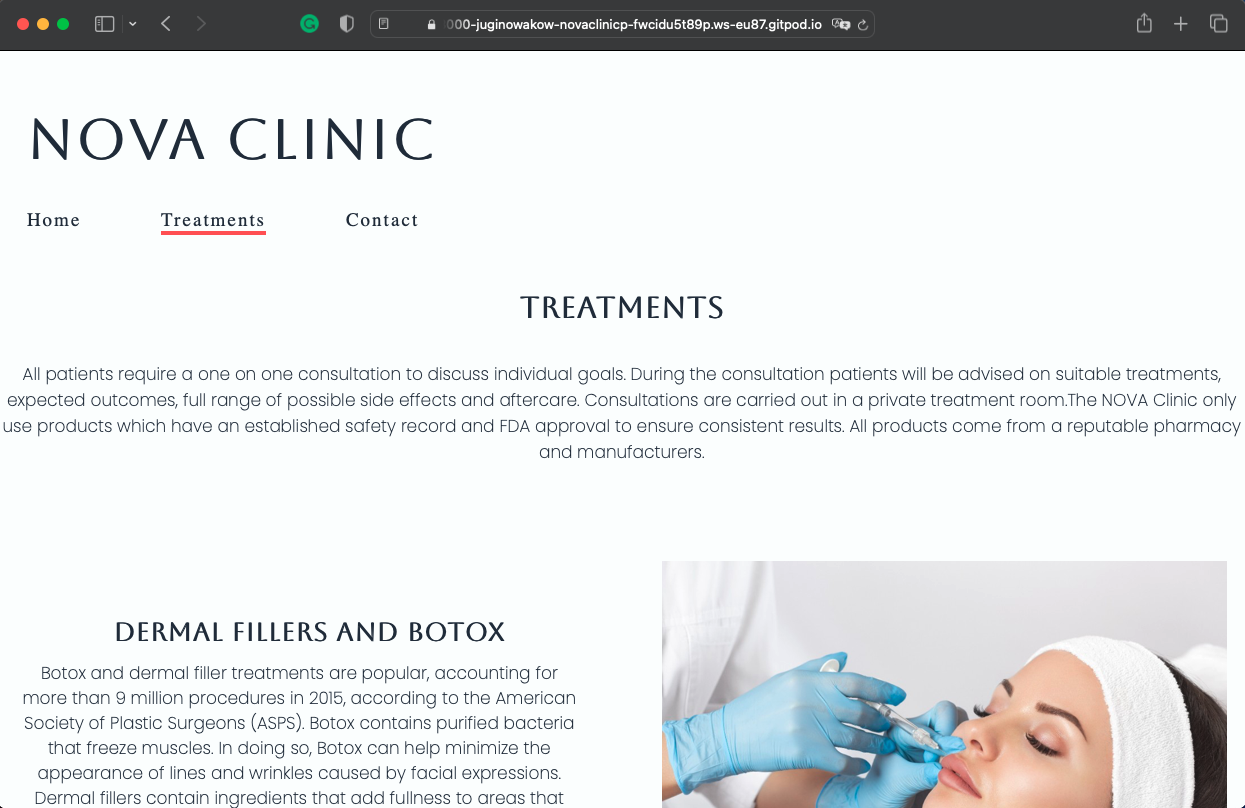 000-juginowakow-novaclinicp-fwcidu5t89p.ws-eu87.gitpod.io
NOVA CLINIC
Home Treatments Contact
TREATMENTS
All patients require a one on one consultation to discuss individual goals. During the consultation patients will be advised on suitable treatments,
expected outcomes, full range of possible side effects and aftercare. Consultations are carried out in a private treatment room.The NOVA Clinic only
use products which have an established safety record and FDA approval to ensure consistent results. All products come from a reputable pharmacy
and manufacturers.
DERMAL FILLERS AND BOTOX
Botox and dermal filler treatments are popular, accounting for
more than 9 million procedures in 2015, according to the American
Society of Plastic Surgeons (ASPS). Botox contains purified bacteria
that freeze muscles. In doing so, Botox can help minimize the
appearance of lines and wrinkles caused by facial expressions.
Dermal fillers contain ingredients that add fullness to areas that